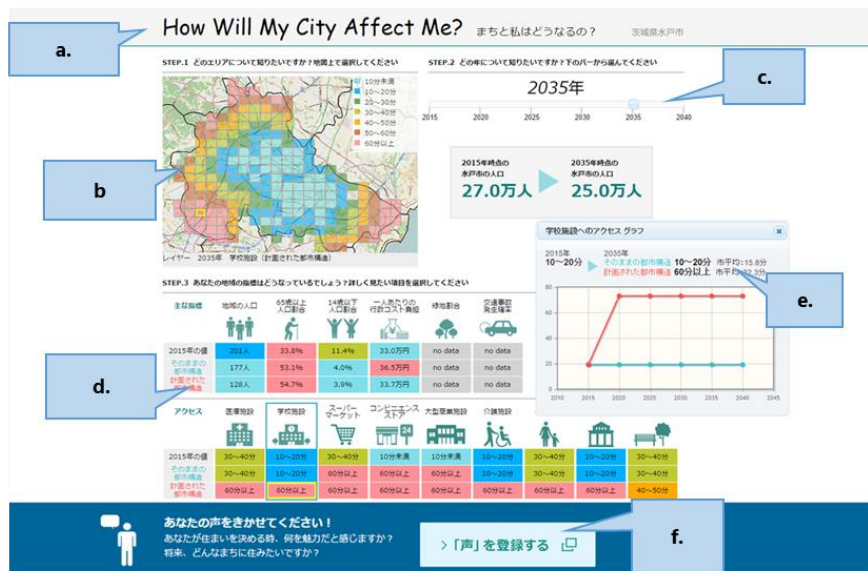 How Will My City Affect Me? まちと私はどうなるの? 茨城県水戸市
a.
STEP.1 どのエリアについて知りたいですか?地図上で選択してください
STEP.2 どの年について知りたいですか?下のバーから選んでください
c.
10分未満
10~20分
20~30分
30~40分
40~50分
50~60分
60分以上
2035年
2015 2020 2025 2030 2035 2040
b
2015年時点の
水戸市の人口
27.0万人
2035年時点の
水戸市の人口
25.0万人
レイヤー 2035年 学校施設(計画された都市構造)
学校施設へのアクセス グラフ
2015年
10~20分
2035年
そのままの都市構造 10~20分 市平均:15.8分
計画された都市構造 60分以上
e.
80
60
40
20
0
2010 2015 2020 2025 2030 2035 2040 2045
STEP.3 あなたの地域の指標はどうなっているでしょう?詳しく見たい項目を選択してください
d.
主な指標 地域の人口 65歳以上人口割合 14歳以下人口割合 一人あたりの行政コスト負担 緑地割合 交通事故発生確率
2015年の値 201人 33.8% 11.4% 33.0万円 no data no data
そのままの都市構造 177人 53.1% 4.0% 36.5万円 no data no data
計画された都市構造 128人 54.7% 3.9% 33.7万円 no data no data
アクセス 医療施設 学校施設 スーパーマーケット コンビニエンスストア 大型商業施設 介護施設
24
2015年の値 30~40分 10~20分 30~40分 10分未満 10分未満 10~20分 30~40分 10~20分 30~40分
そのままの都市構造 30~40分 10~20分 60分以上 60分以上 60分以上 10~20分 30~40分 10~20分 30~40分
計画された都市構造 60分以上 60分以上 60分以上 60分以上 60分以上 60分以上 60分以上 60分以上 40~50分
あなたの声をきかせてください!
あなたが住まいを決める時、何を魅力だと感じますか?
将来、どんなまちに住みたいですか?
>「声」を登録する
f.